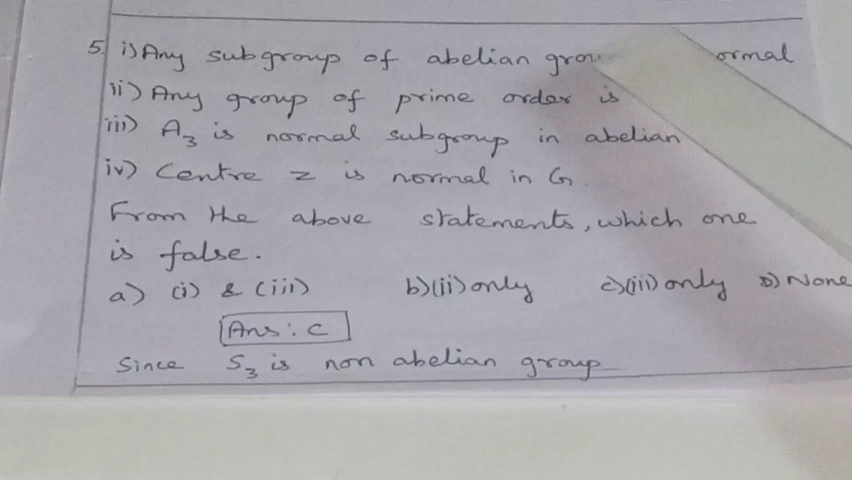 5. i) Any subgroup of abelian ormal
ii) Any group of prime order is
iii) A3 is normal subgroup in abelian
iv) Centre z is normal in G.
From the above statements, which one
is false.
a) (i) & (iii) b)(ii) only c)(iii) only D) None
Ans: C
Since S3 is non abelian group